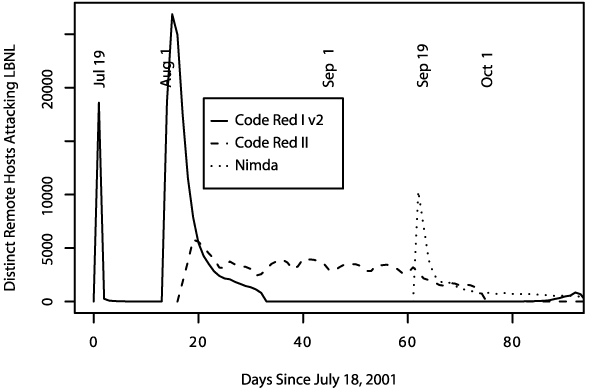 Jul 19
Aug 1
Sep 1
Sep 19
Oct 1
Code Red I v2
Code Red II
Nimda
Distinct Remote Hosts Attacking LBNL
20000
10000
5000
0
0
20
40
60
80
Days Since July 18, 2001